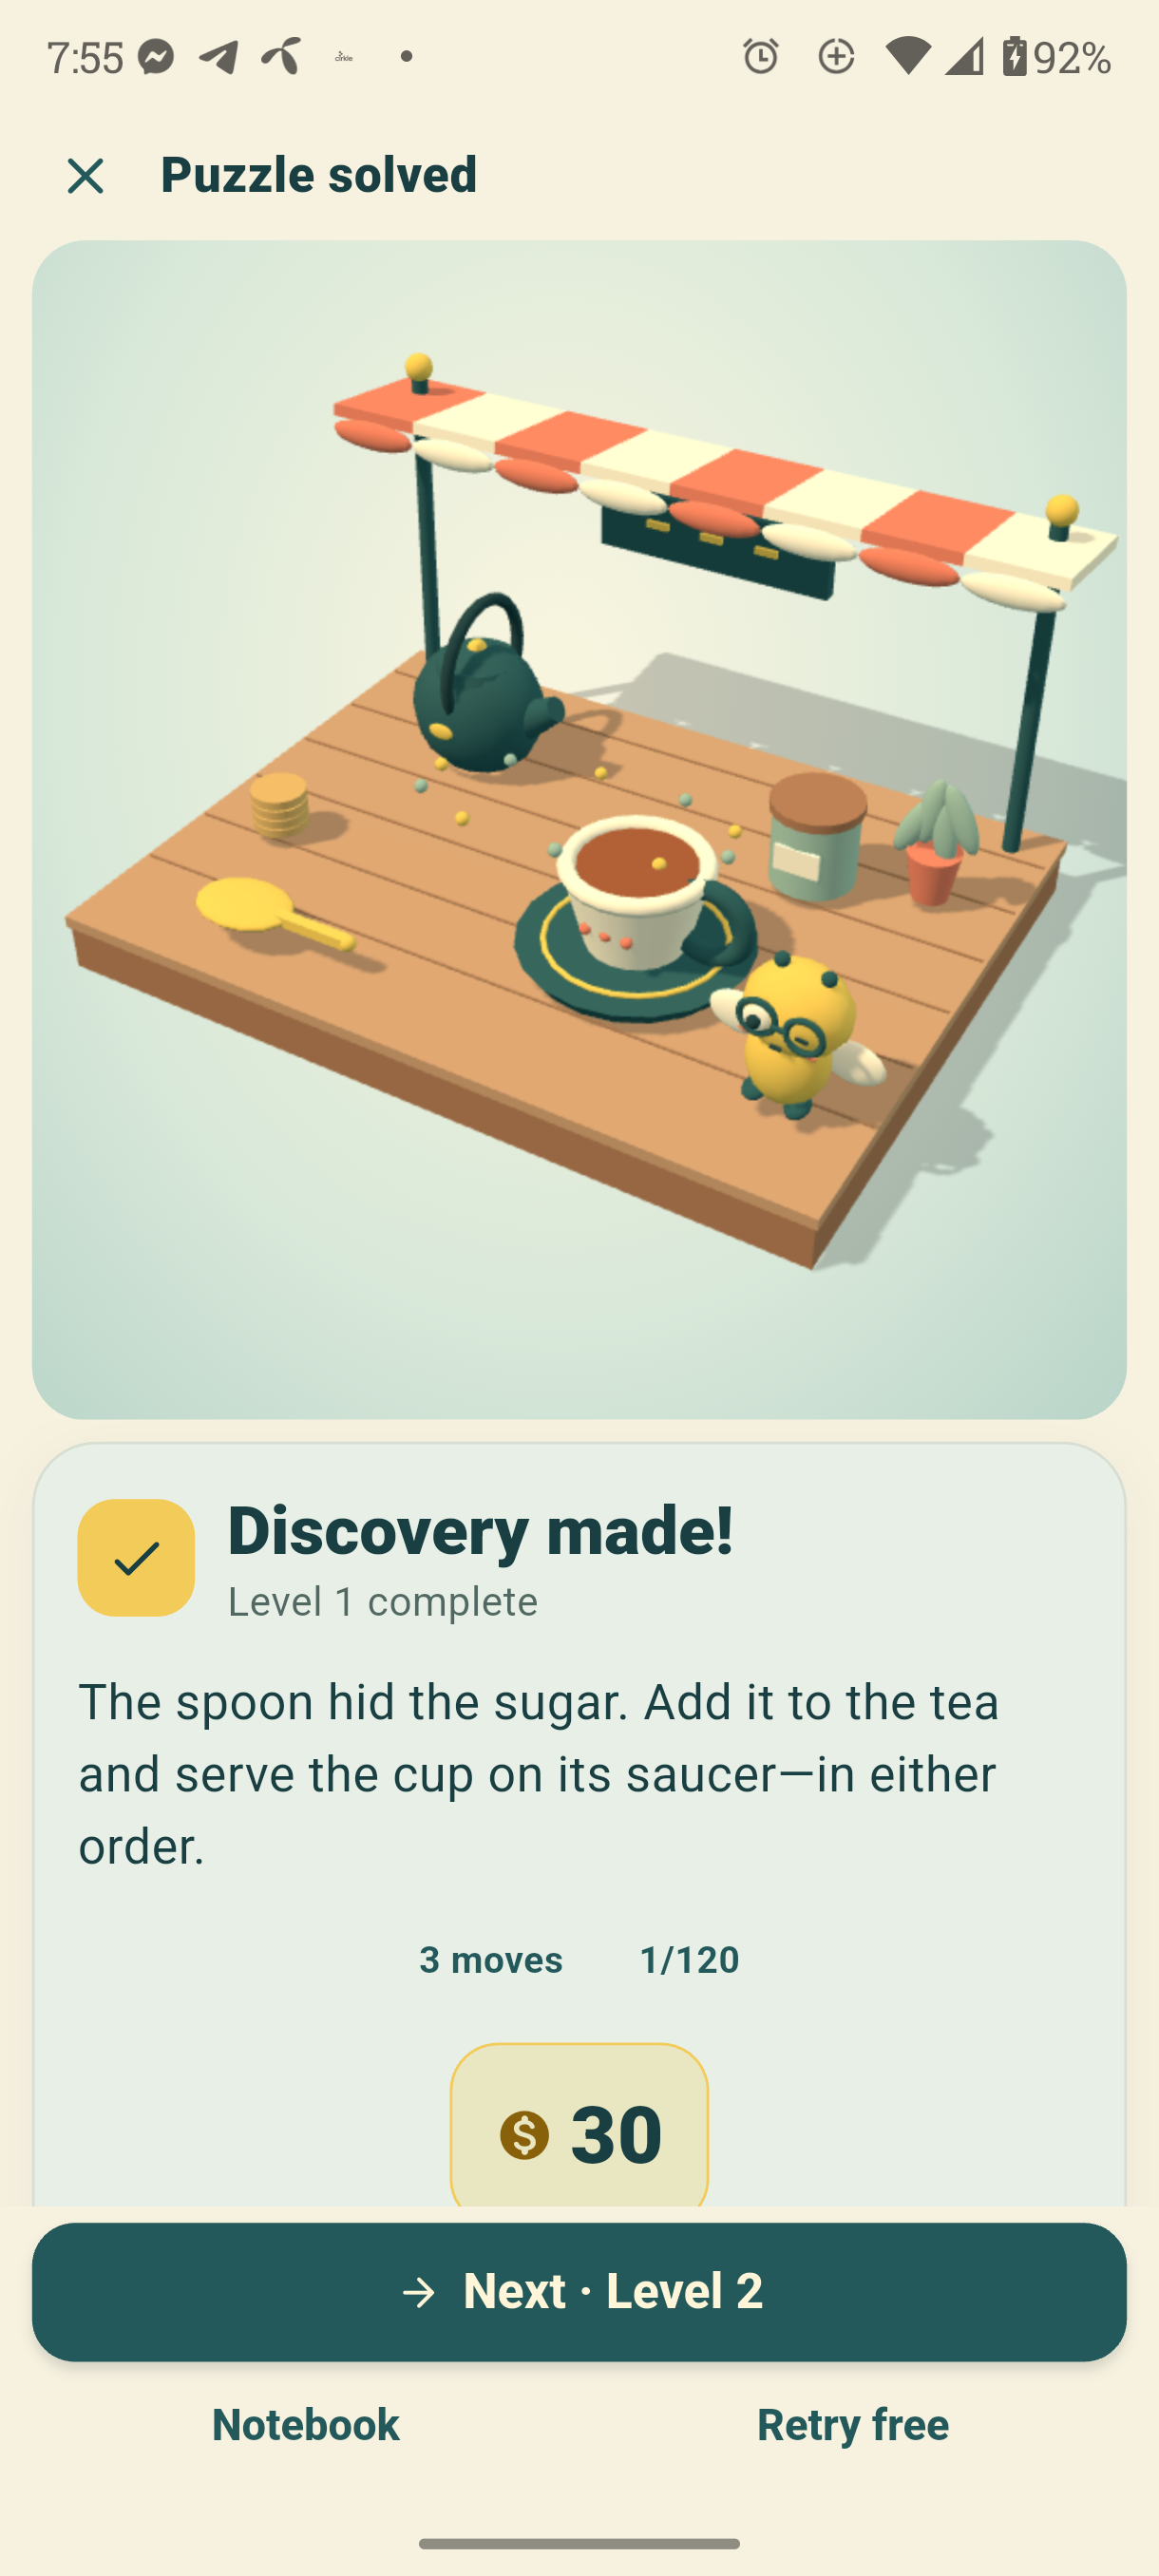 7:55 92%
Puzzle solved
Discovery made!
Level 1 complete
The spoon hid the sugar. Add it to the tea
and serve the cup on its saucer—in either
order.
3 moves 1/120
$ 30
→ Next · Level 2
Notebook Retry free